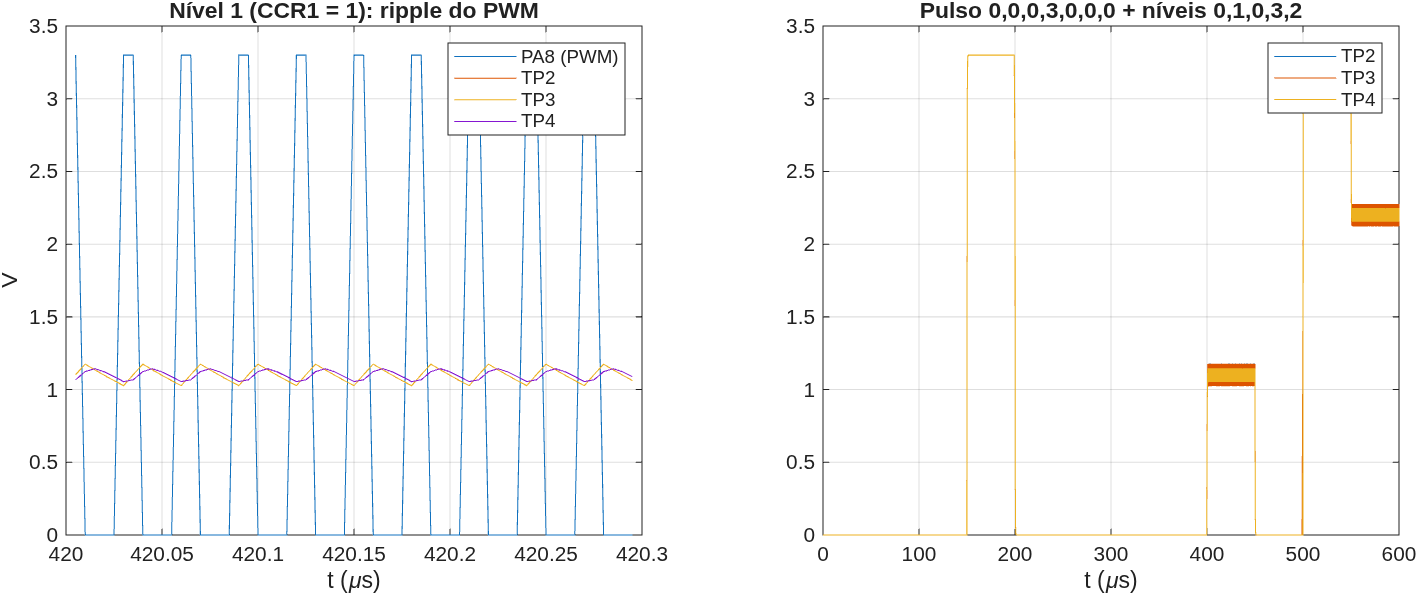 Nível 1 (CCR1 = 1): ripple do PWM
3.5
3
2.5
2
1.5
1
0.5
0
V
PA8 (PWM)
TP2
TP3
TP4
420
420.05
420.1
420.15
420.2
420.25
420.3
t (μs)
Pulso 0,0,0,3,0,0,0 + níveis 0,1,0,3,2
3.5
3
2.5
2
1.5
1
0.5
0
TP2
TP3
TP4
0
100
200
300
400
500
600
t (μs)